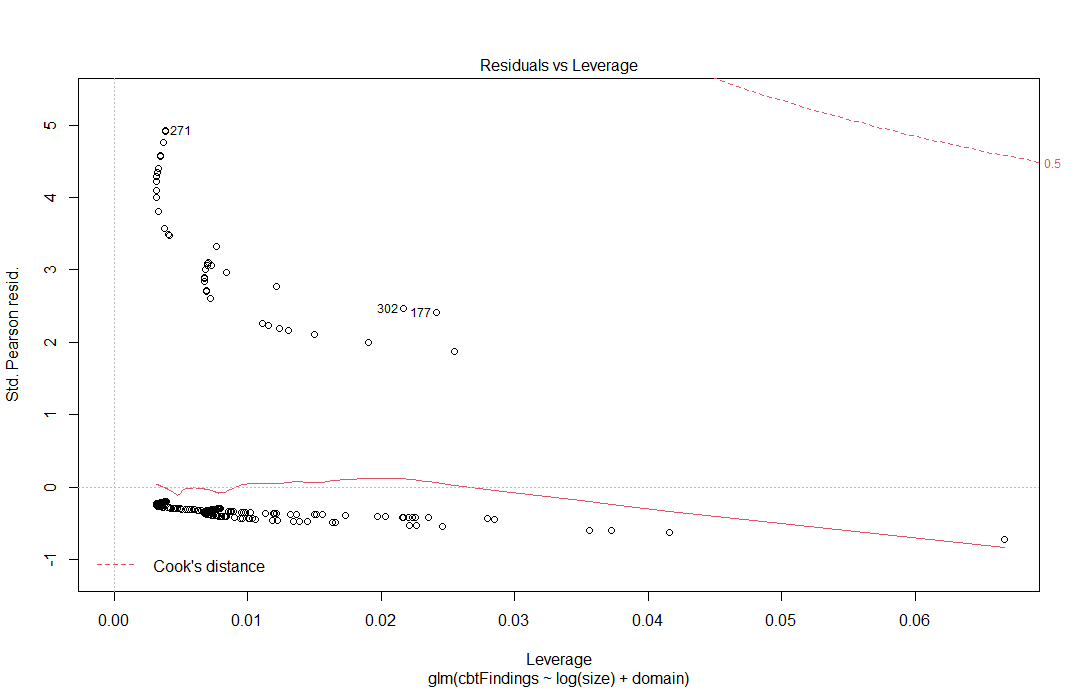 Residuals vs Leverage
Std. Pearson resid.
5
4
3
2
1
0
-1
271
302
177
0.5
Cook's distance
0.00 0.01 0.02 0.03 0.04 0.05 0.06
Leverage
glm(cbtFindings ~ log(size) + domain)